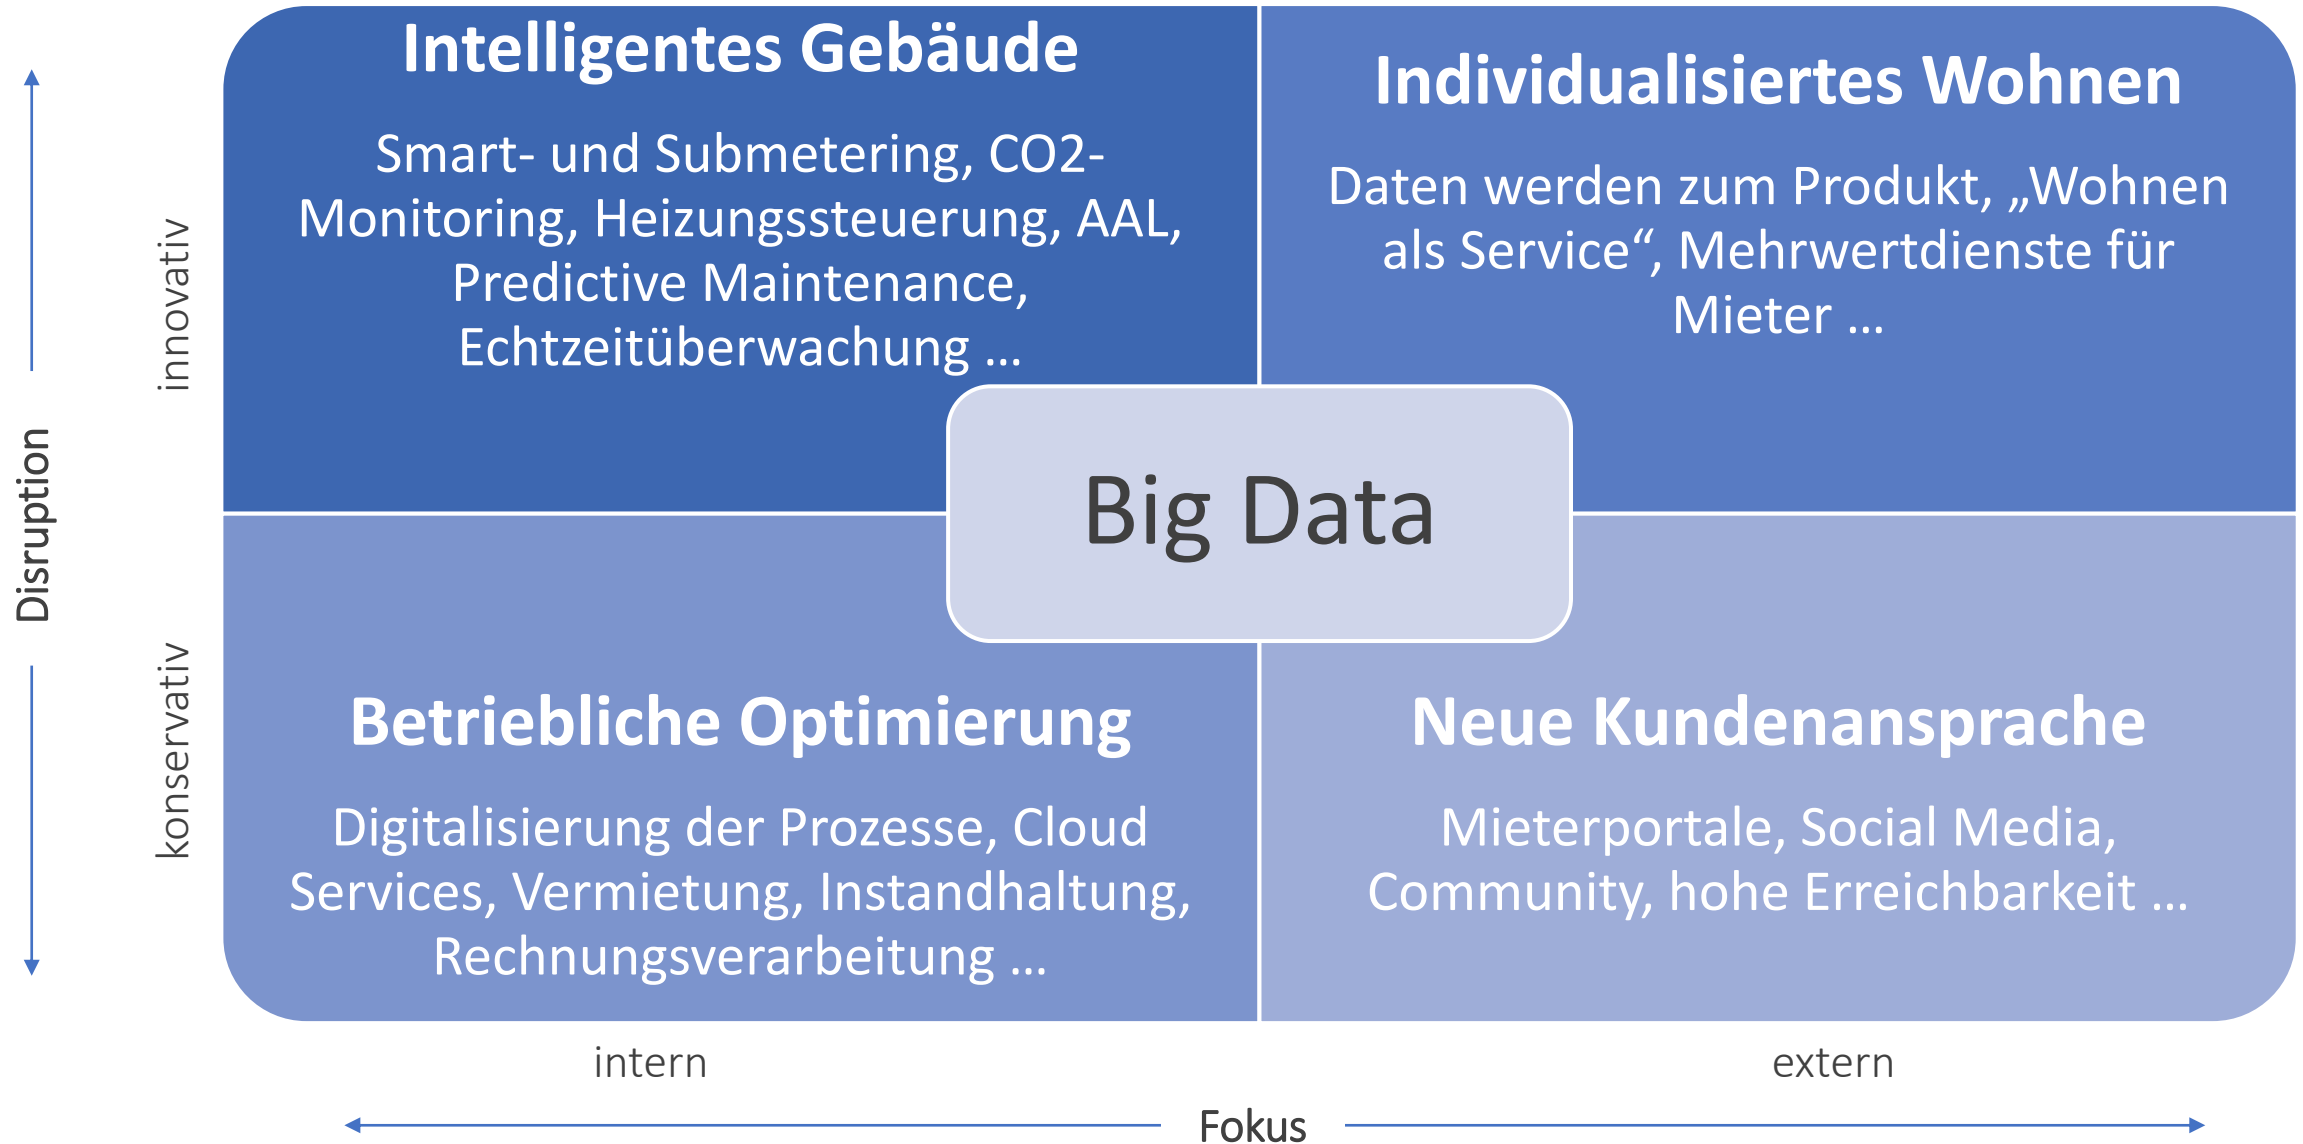 Intelligentes Gebäude
Smart- und Submetering, CO2-
Monitoring, Heizungssteuerung, AAL,
Predictive Maintenance,
Echtzeitüberwachung …
Individualisiertes Wohnen
Daten werden zum Produkt, „Wohnen
als Service“, Mehrwertdienste für
Mieter …
Big Data
Betriebliche Optimierung
Digitalisierung der Prozesse, Cloud
Services, Vermietung, Instandhaltung,
Rechnungsverarbeitung …
Neue Kundenansprache
Mieterportale, Social Media,
Community, hohe Erreichbarkeit …
Disruption
innovativ
konservativ
intern
extern
Fokus